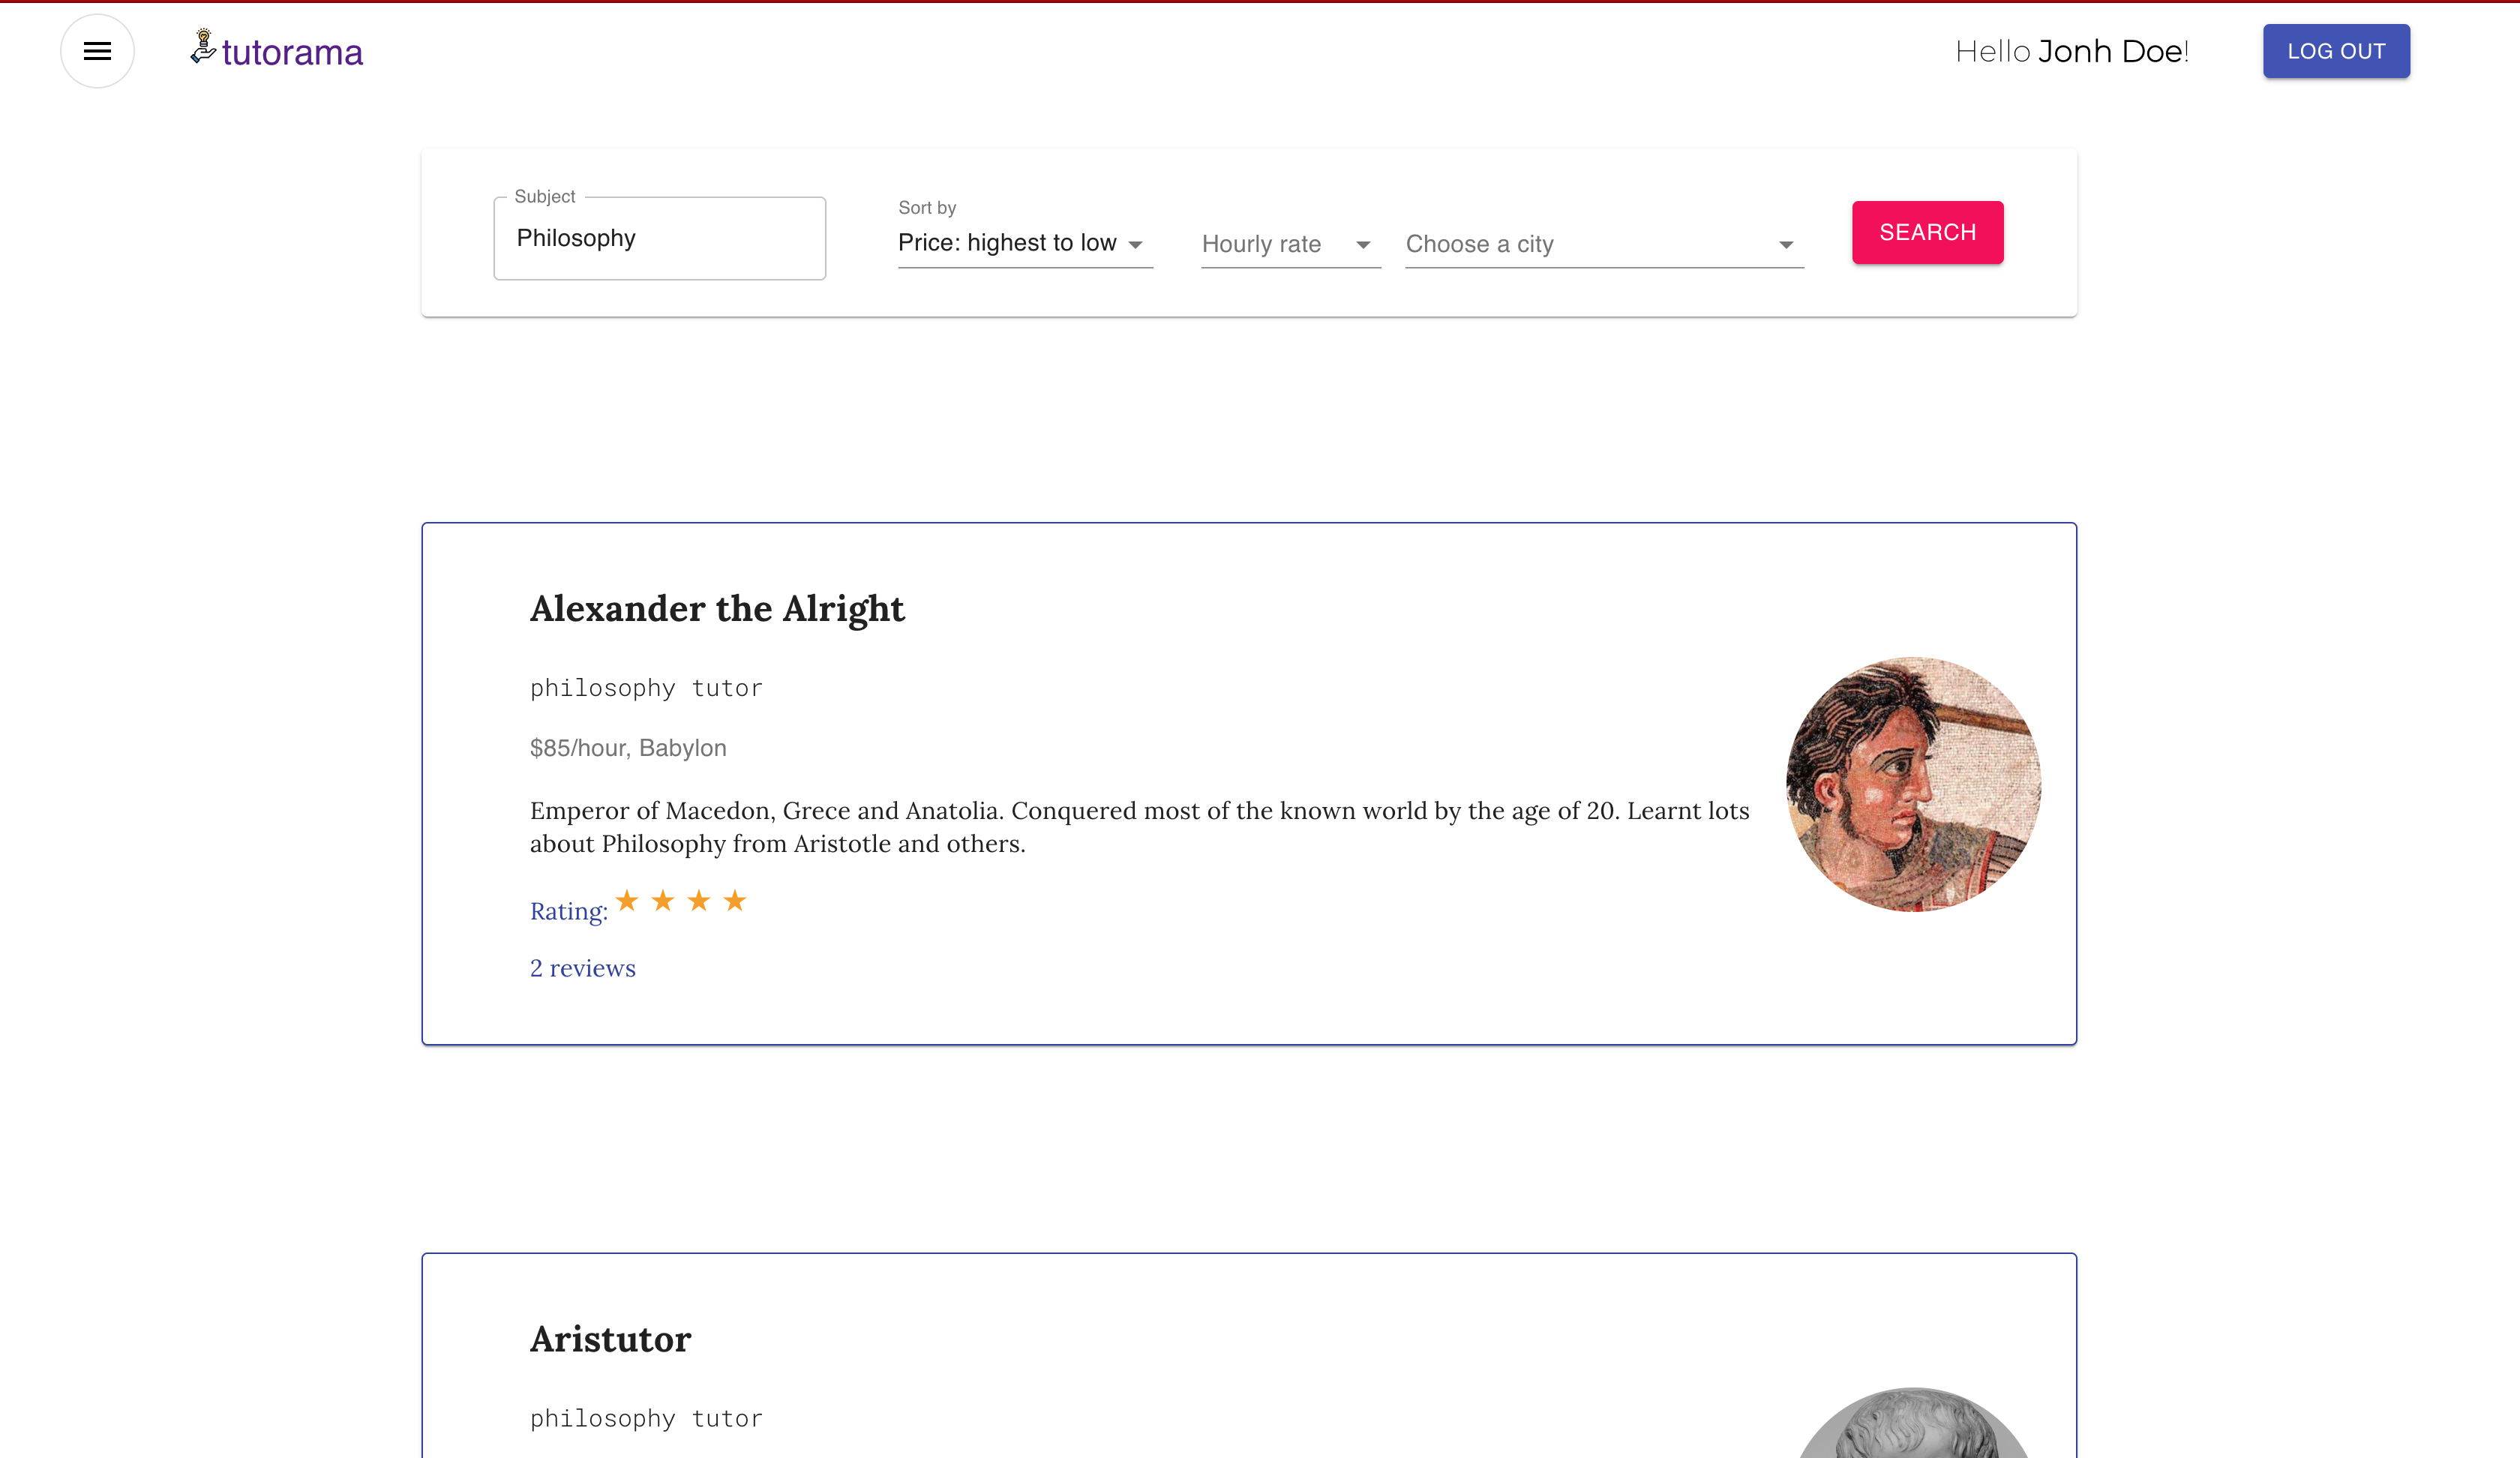 tutorama
Hello Jonh Doe!
LOG OUT
Subject
Philosophy
Sort by
Price: highest to low
Hourly rate
Choose a city
SEARCH
Alexander the Alright
philosophy tutor
$85/hour, Babylon
Emperor of Macedon, Grece and Anatolia. Conquered most of the known world by the age of 20. Learnt lots
about Philosophy from Aristotle and others.
Rating: ★ ★ ★ ★
2 reviews
Aristutor
philosophy tutor